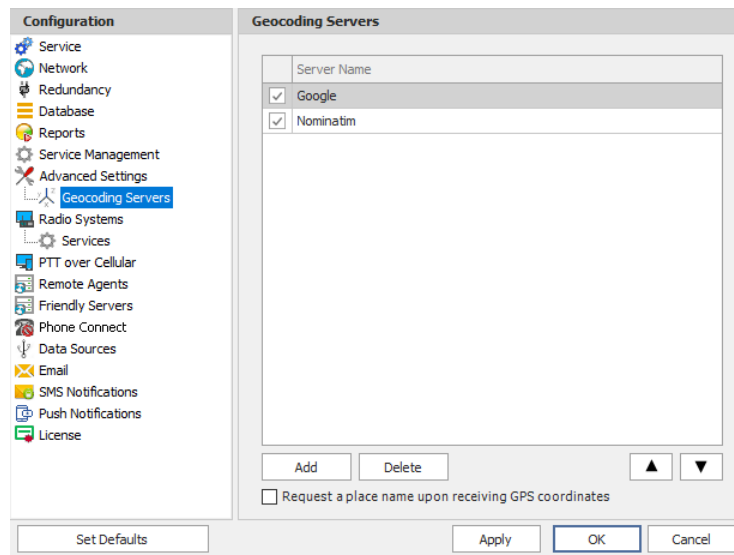 Configuration
Service
Network
Redundancy
Database
Reports
Service Management
Advanced Settings
Geocoding Servers
Radio Systems
Services
PTT over Cellular
Remote Agents
Friendly Servers
Phone Connect
Data Sources
Email
SMS Notifications
Push Notifications
License
Set Defaults
Geocoding Servers
Server Name
Google
Nominatim
Add Delete
Request a place name upon receiving GPS coordinates
Apply OK Cancel